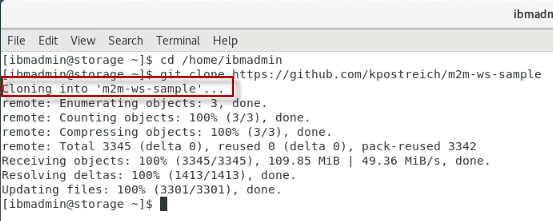 ibmadmin
File Edit View Search Terminal Help
[ibmadmin@storage ~]$ cd /home/ibmadmin
[ibmadmin@storage ~]$ git clone https://github.com/kpostreich/m2m-ws-sample
Cloning into 'm2m-ws-sample'...
remote: Enumerating objects: 3, done.
remote: Counting objects: 100% (3/3), done.
remote: Compressing objects: 100% (3/3), done.
remote: Total 3345 (delta 0), reused 0 (delta 0), pack-reused 3342
Receiving objects: 100% (3345/3345), 109.85 MiB | 49.36 MiB/s, done.
Resolving deltas: 100% (1413/1413), done.
Updating files: 100% (3301/3301), done.
[ibmadmin@storage ~]$